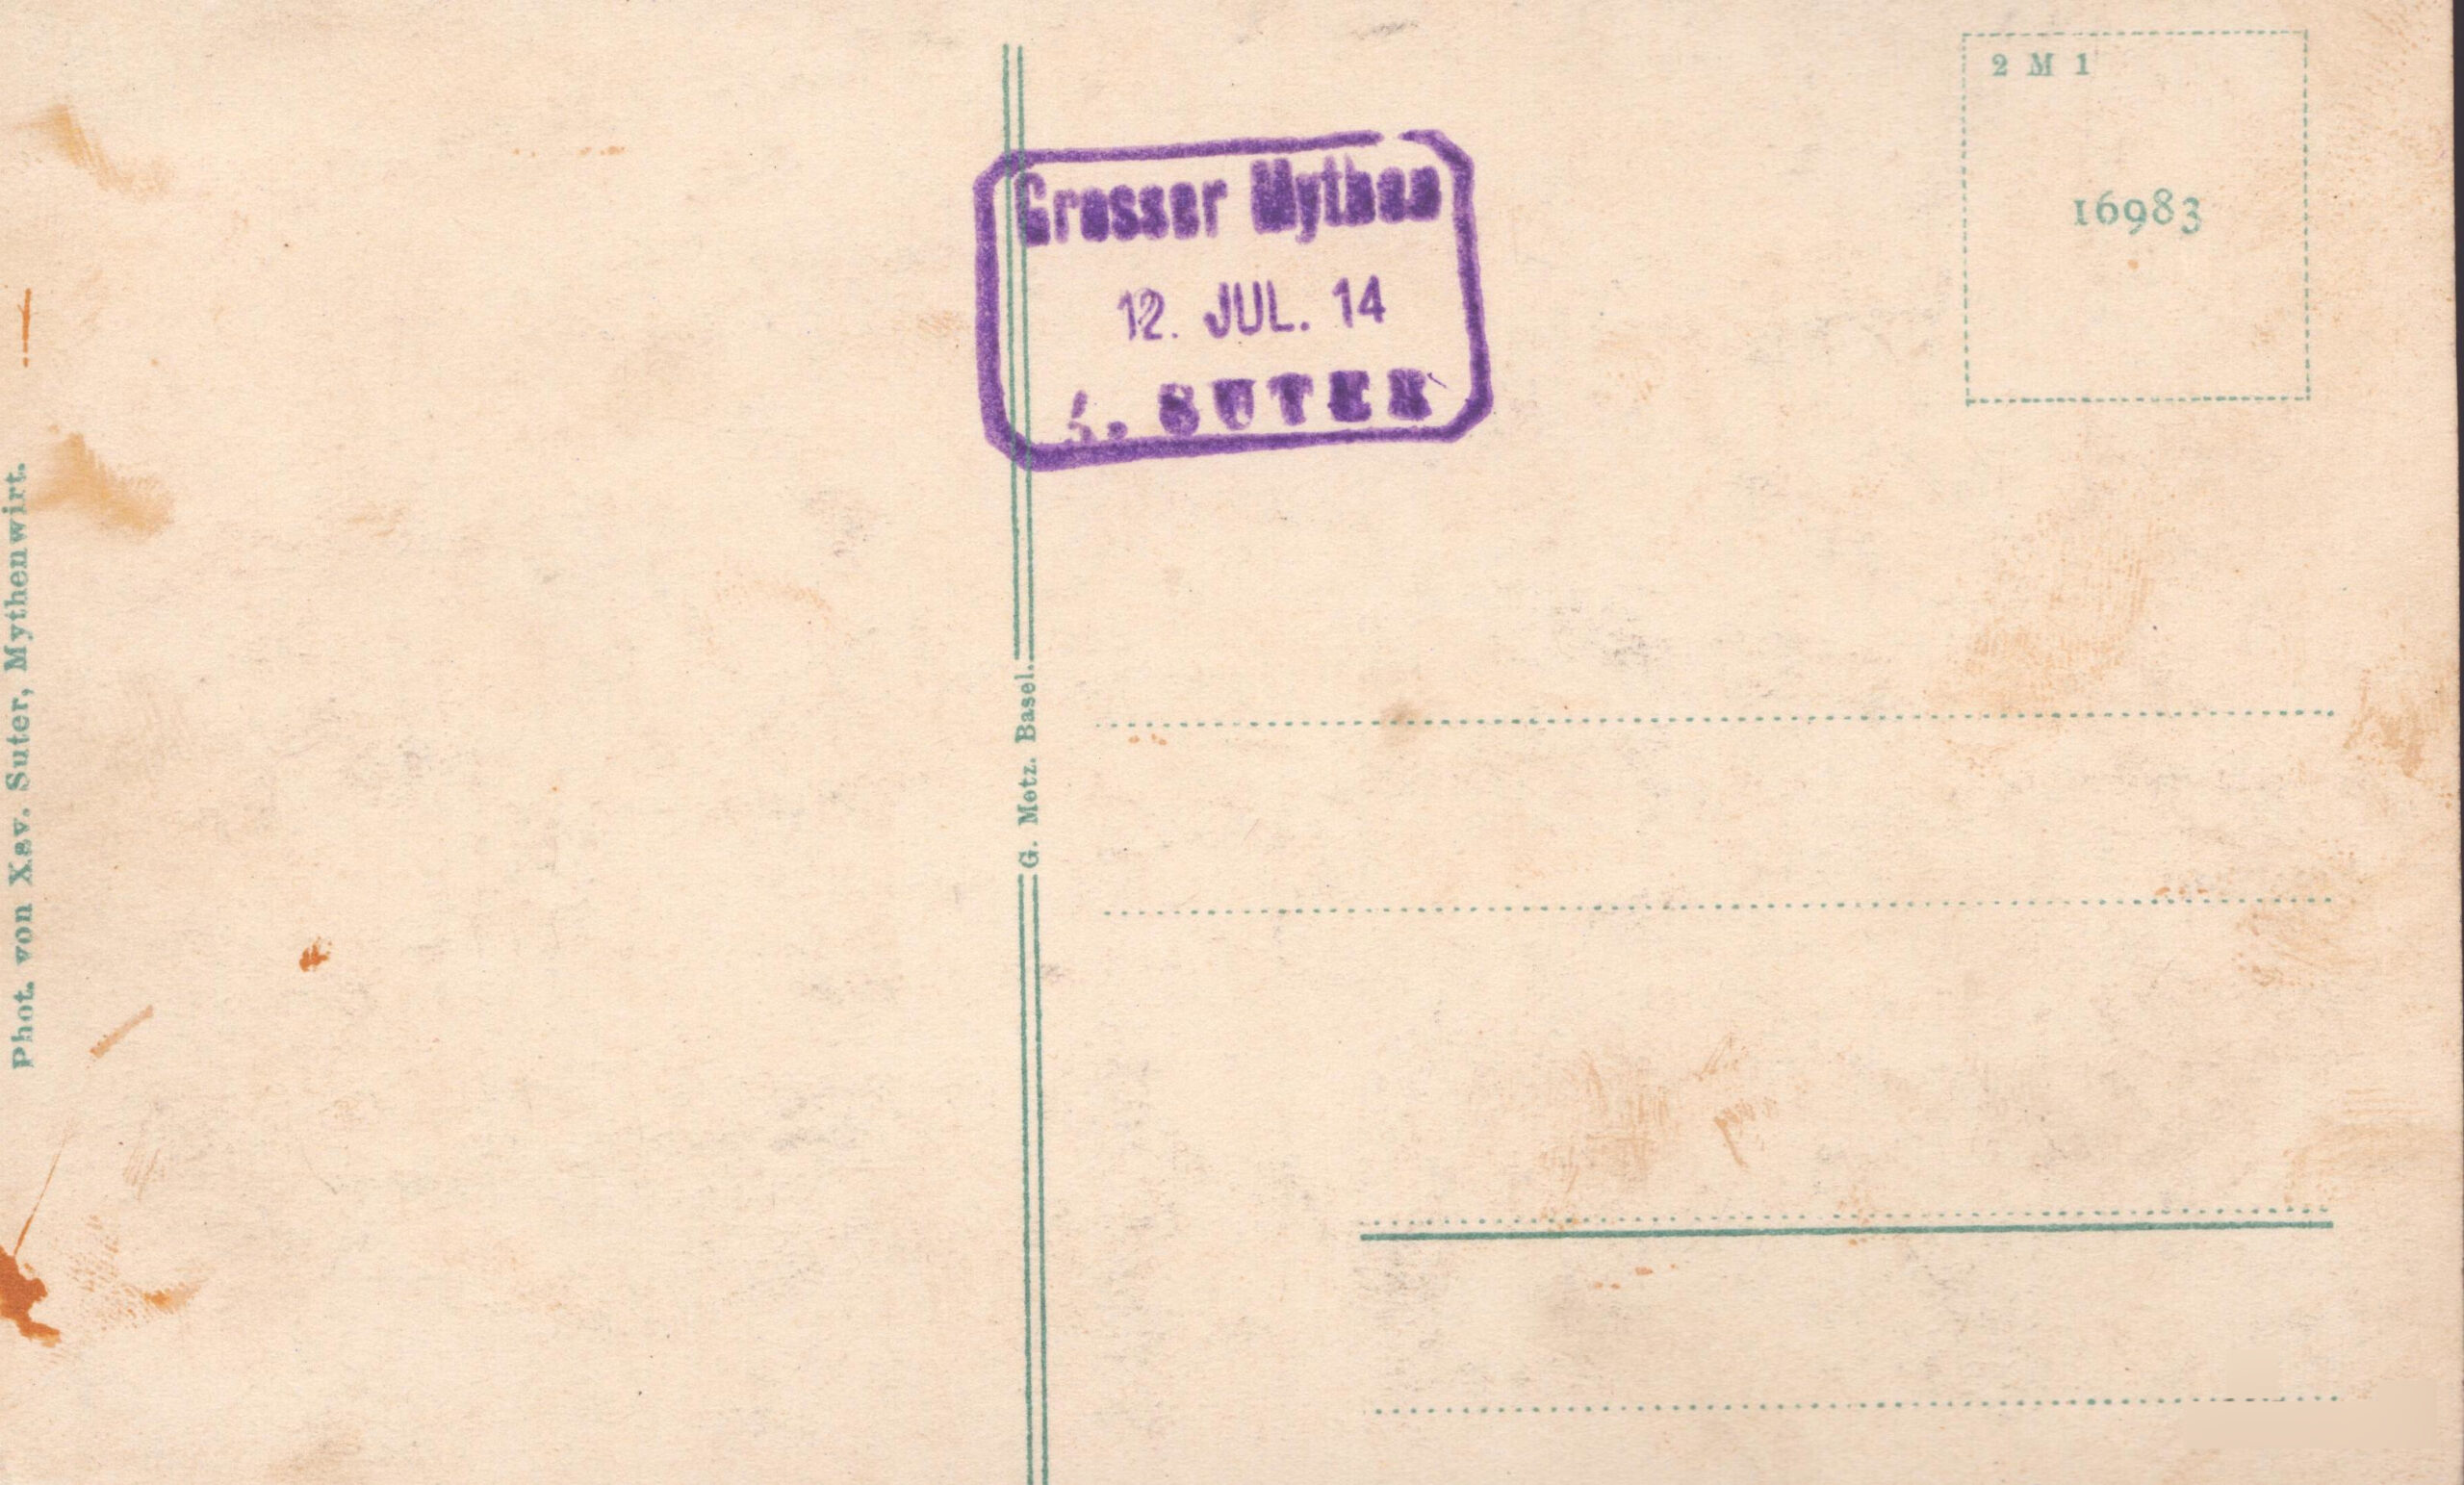 Phot. von Xav. Suter, Mythenwirt.
G. Metz. Basel.
Grosser Mythen
12. JUL. 14
SUTER
2 M 1
16983